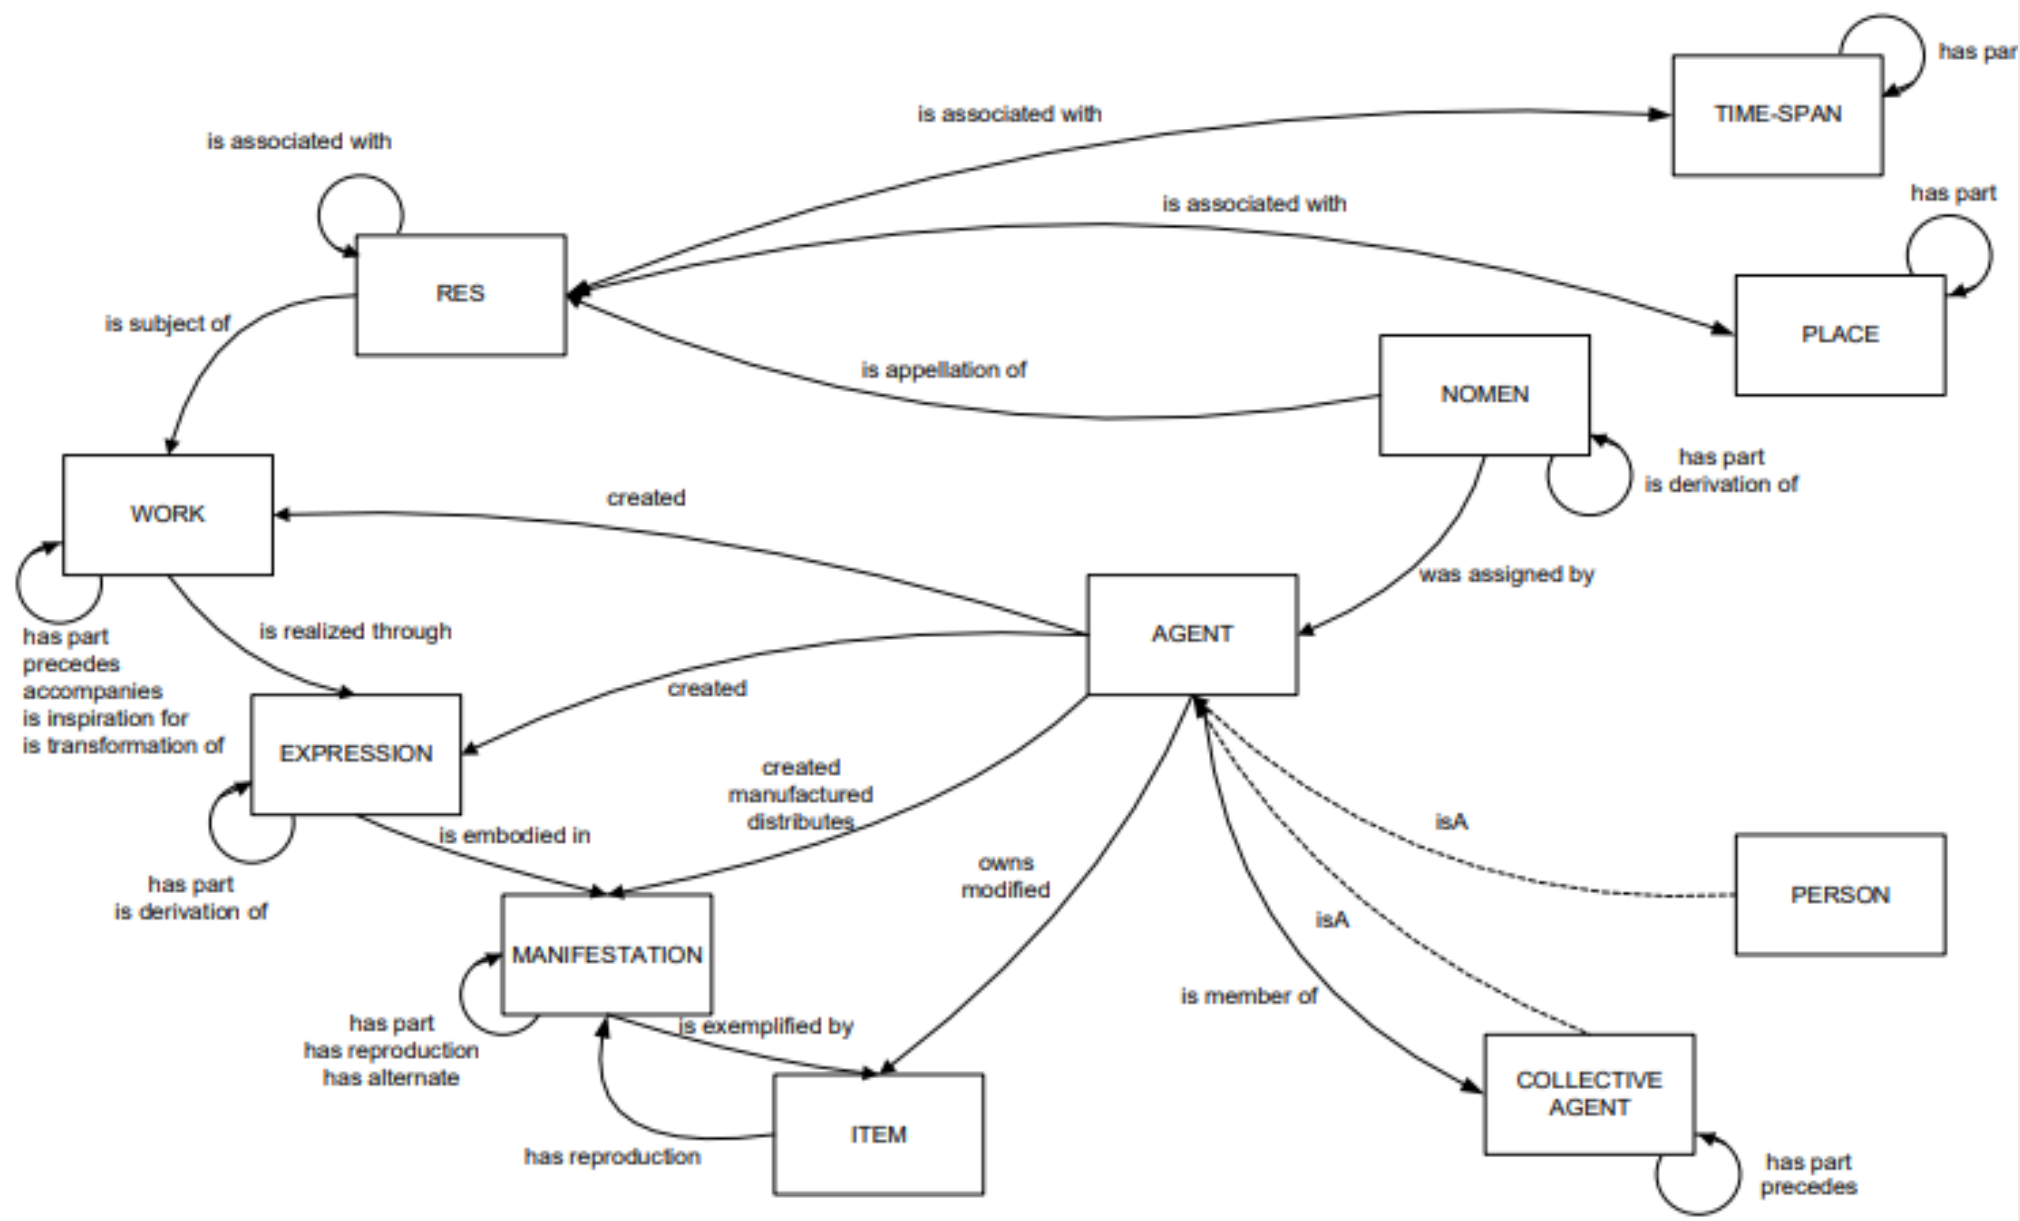 has par
is associated with
TIME-SPAN
is associated with
has part
is associated with
RES
is subject of
PLACE
is appellation of
NOMEN
has part
is derivation of
created
WORK
was assigned by
AGENT
is realized through
has part
precedes
accompanies
is inspiration for
is transformation of
created
EXPRESSION
created
manufactured
distributes
isA
is embodied in
owns
modified
PERSON
has part
is derivation of
isA
MANIFESTATION
is member of
has part
has reproduction
has alternate
is exemplified by
COLLECTIVE
AGENT
ITEM
has reproduction
has part
precedes